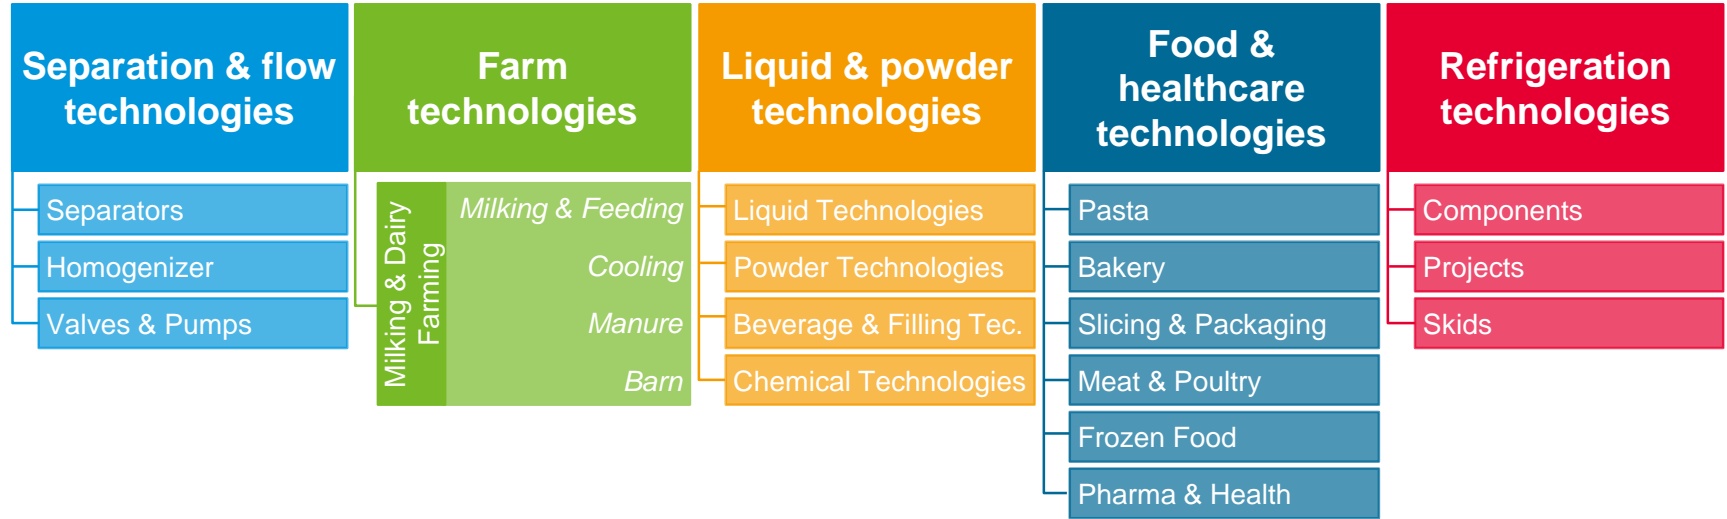 Separation & flow
technologies
Separators
Homogenizer
Valves & Pumps
Farm
technologies
Milking & Dairy
Farming
Milking & Feeding
Cooling
Manure
Barn
Liquid & powder
technologies
Liquid Technologies
Powder Technologies
Beverage & Filling Tec.
Chemical Technologies
Food &
healthcare
technologies
Pasta
Bakery
Slicing & Packaging
Meat & Poultry
Frozen Food
Pharma & Health
Refrigeration
technologies
Components
Projects
Skids